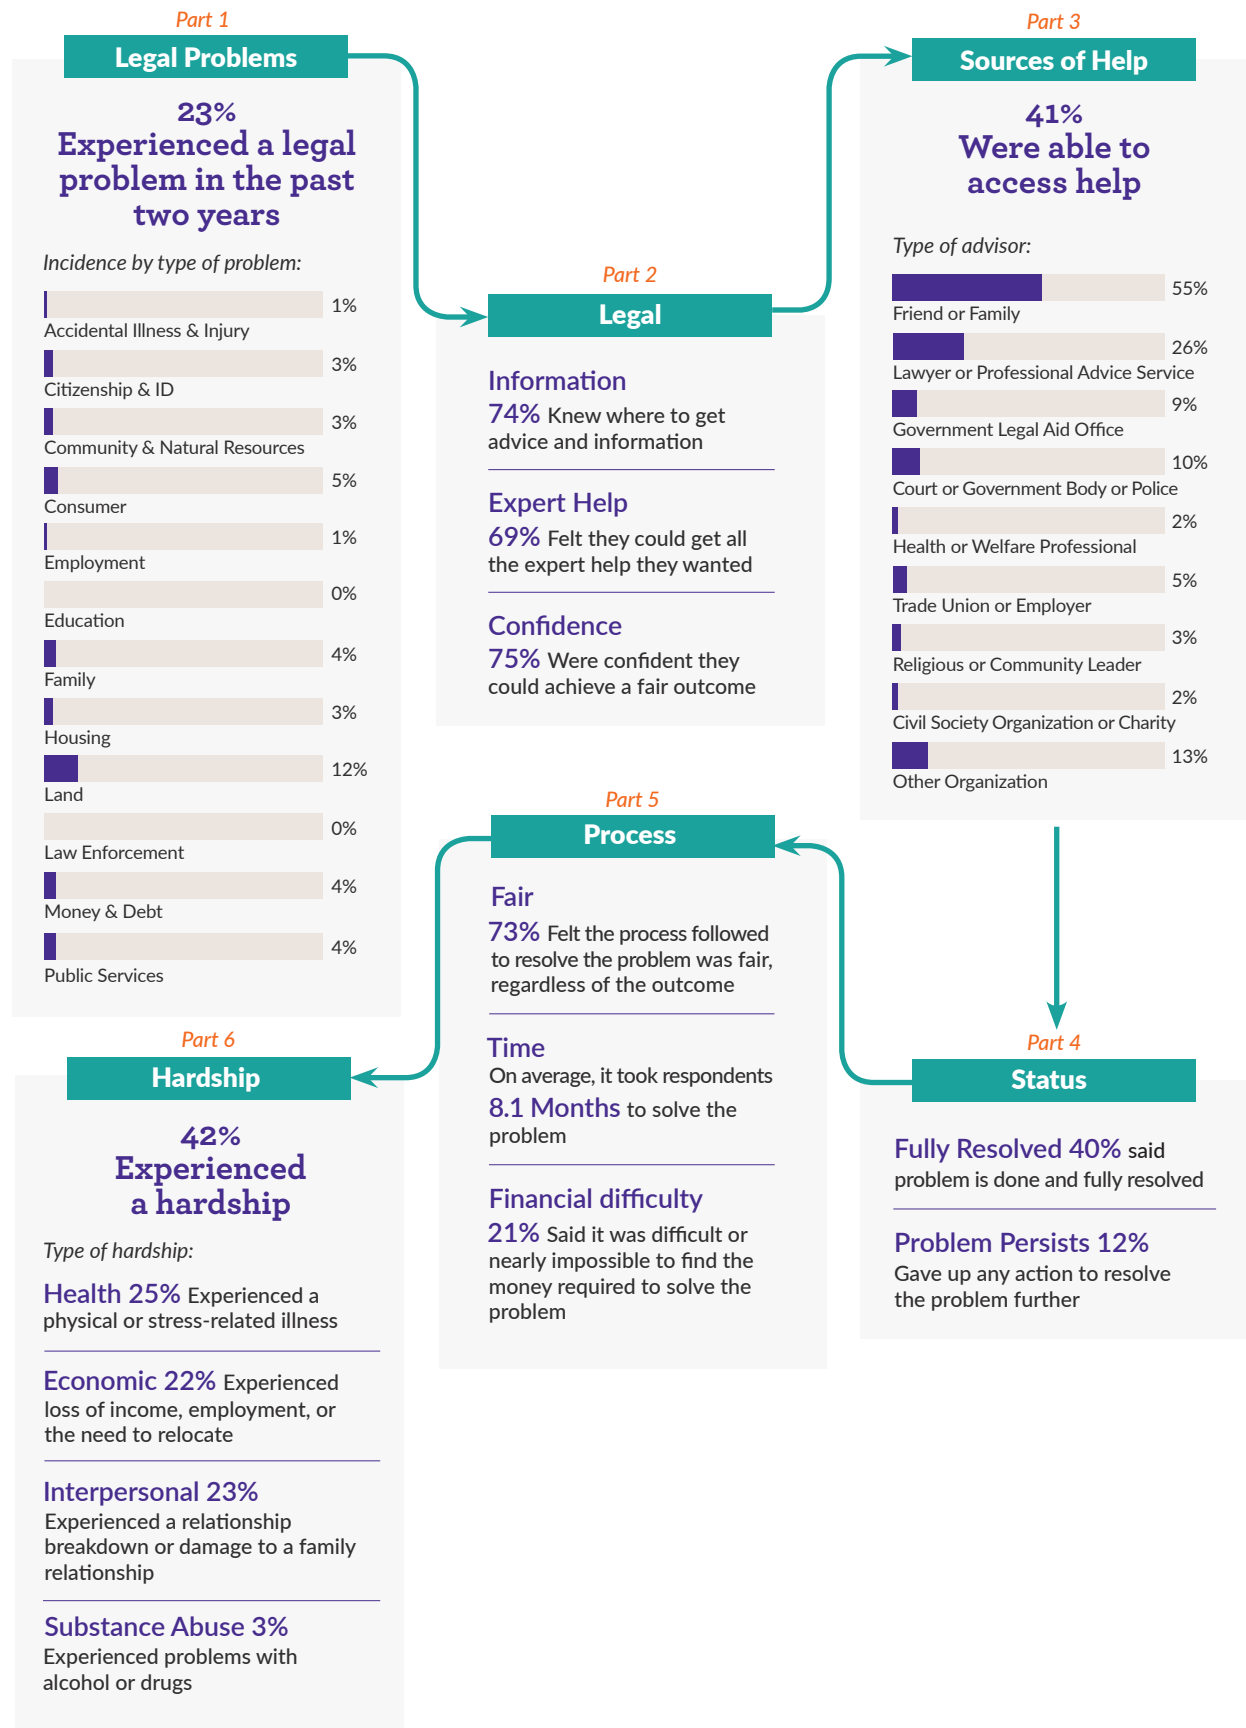 Part 1
Legal Problems
23%
Experienced a legal
problem in the past
two years
Incidence by type of problem:
1%
Accidental Illness & Injury
3%
Citizenship & ID
3%
Community & Natural Resources
5%
Consumer
1%
Employment
0%
Education
4%
Family
3%
Housing
12%
Land
0%
Law Enforcement
4%
Money & Debt
4%
Public Services
Part 2
Legal
Information
74% Knew where to get
advice and information
Expert Help
69% Felt they could get all
the expert help they wanted
Confidence
75% Were confident they
could achieve a fair outcome
Part 3
Sources of Help
41%
Were able to
access help
Type of advisor:
55%
Friend or Family
26%
Lawyer or Professional Advice Service
9%
Government Legal Aid Office
10%
Court or Government Body or Police
2%
Health or Welfare Professional
5%
Trade Union or Employer
3%
Religious or Community Leader
2%
Civil Society Organization or Charity
13%
Other Organization
Part 4
Status
Fully Resolved 40% said
problem is done and fully resolved
Problem Persists 12%
Gave up any action to resolve
the problem further
Part 5
Process
Fair
73% Felt the process followed
to resolve the problem was fair,
regardless of the outcome
Time
On average, it took respondents
8.1 Months to solve the
problem
Financial difficulty
21% Said it was difficult or
nearly impossible to find the
money required to solve the
problem
Part 6
Hardship
42%
Experienced
a hardship
Type of hardship:
Health 25% Experienced a
physical or stress-related illness
Economic 22% Experienced
loss of income, employment, or
the need to relocate
Interpersonal 23%
Experienced a relationship
breakdown or damage to a family
relationship
Substance Abuse 3%
Experienced problems with
alcohol or drugs